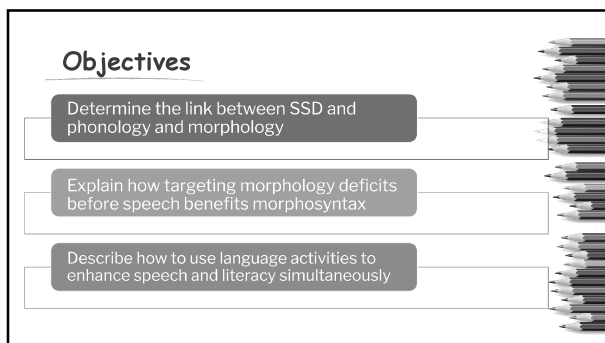 Objectives
Determine the link between SSD and
phonology and morphology
Explain how targeting morphology deficits
before speech benefits morphosyntax
Describe how to use language activities to
enhance speech and literacy simultaneously